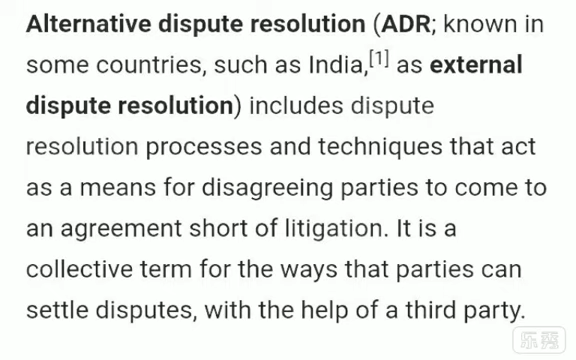 Alternative dispute resolution (ADR; known in
some countries, such as India,[1] as external
dispute resolution) includes dispute
resolution processes and techniques that act
as a means for disagreeing parties to come to
an agreement short of litigation. It is a
collective term for the ways that parties can
settle disputes, with the help of a third party.
乐秀